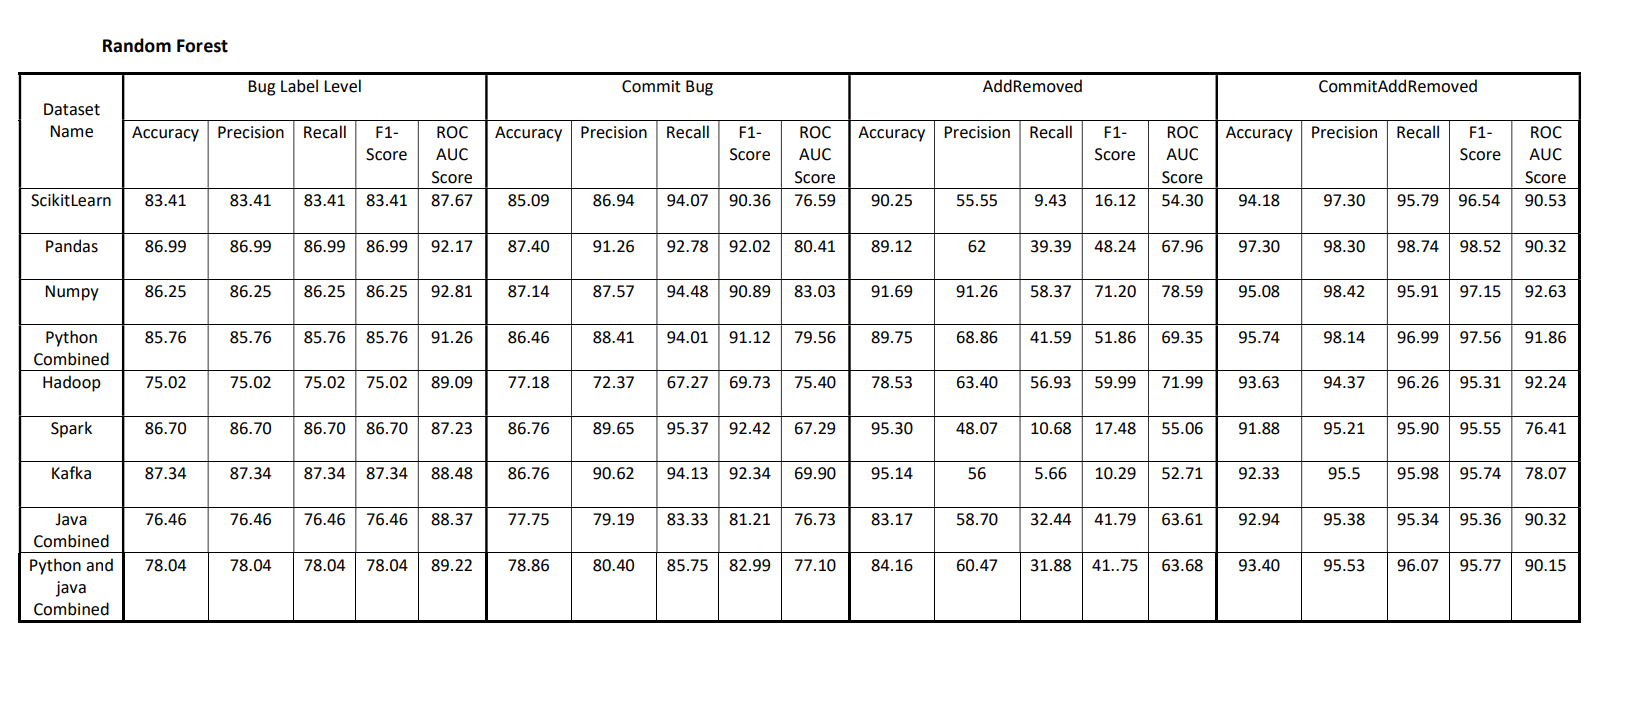 Random Forest
Dataset Name Bug Label Level Commit Bug AddRemoved CommitAddRemoved
Accuracy Precision Recall F1-Score ROC AUC Score Accuracy Precision Recall F1-Score ROC AUC Score Accuracy Precision Recall F1-Score ROC AUC Score Accuracy Precision Recall F1-Score ROC AUC Score
ScikitLearn 83.41 83.41 83.41 83.41 87.67 85.09 86.94 94.07 90.36 76.59 90.25 55.55 9.43 16.12 54.30 94.18 97.30 95.79 96.54 90.53
Pandas 86.99 86.99 86.99 86.99 92.17 87.40 91.26 92.78 92.02 80.41 89.12 62 39.39 48.24 67.96 97.30 98.30 98.74 98.52 90.32
Numpy 86.25 86.25 86.25 86.25 92.81 87.14 87.57 94.48 90.89 83.03 91.69 91.26 58.37 71.20 78.59 95.08 98.42 95.91 97.15 92.63
Python Combined 85.76 85.76 85.76 85.76 91.26 86.46 88.41 94.01 91.12 79.56 89.75 68.86 41.59 51.86 69.35 95.74 98.14 96.99 97.56 91.86
Hadoop 75.02 75.02 75.02 75.02 89.09 77.18 72.37 67.27 69.73 75.40 78.53 63.40 56.93 59.99 71.99 93.63 94.37 96.26 95.31 92.24
Spark 86.70 86.70 86.70 86.70 87.23 86.76 89.65 95.37 92.42 67.29 95.30 48.07 10.68 17.48 55.06 91.88 95.21 95.90 95.55 76.41
Kafka 87.34 87.34 87.34 87.34 88.48 86.76 90.62 94.13 92.34 69.90 95.14 56 5.66 10.29 52.71 92.33 95.5 95.98 95.74 78.07
Java Combined 76.46 76.46 76.46 76.46 88.37 77.75 79.19 83.33 81.21 76.73 83.17 58.70 32.44 41.79 63.61 92.94 95.38 95.34 95.36 90.32
Python and java Combined 78.04 78.04 78.04 78.04 89.22 78.86 80.40 85.75 82.99 77.10 84.16 60.47 31.88 41..75 63.68 93.40 95.53 96.07 95.77 90.15